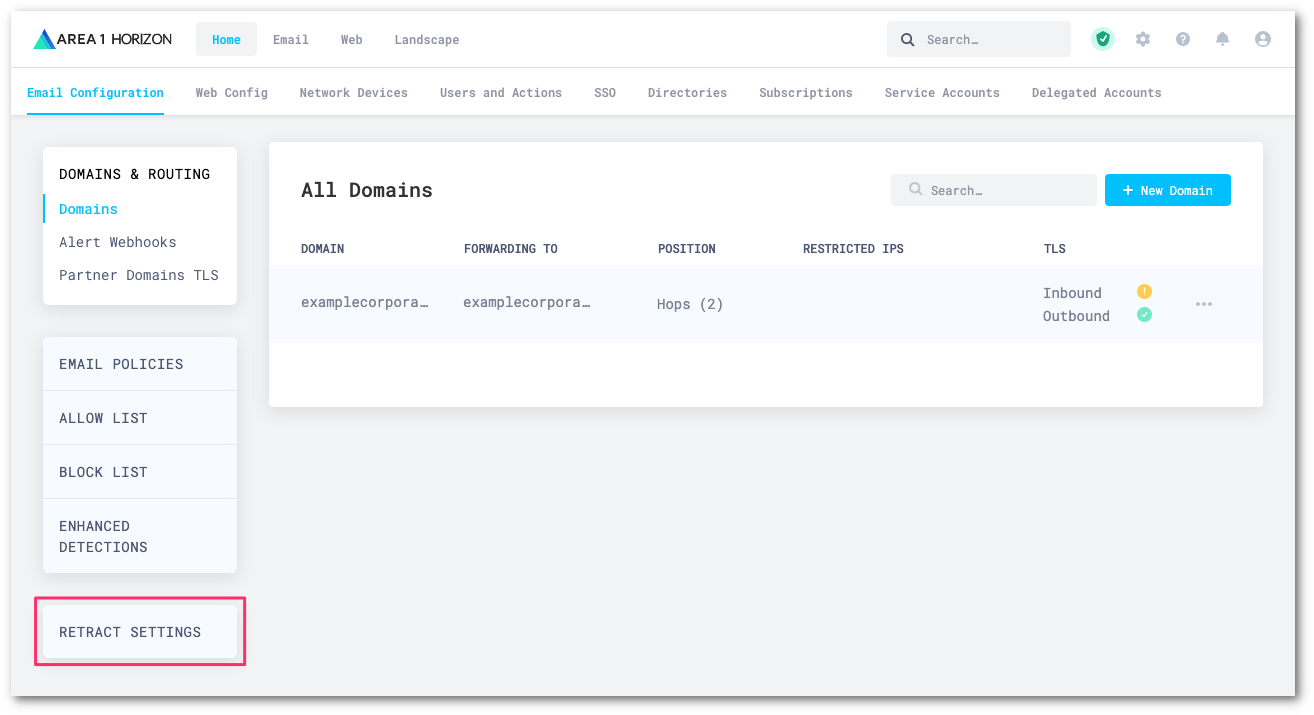 AREA 1 HORIZON
Home
Email
Web
Landscape
Search…
Email Configuration
Web Config
Network Devices
Users and Actions
SSO
Directories
Subscriptions
Service Accounts
Delegated Accounts
DOMAINS & ROUTING
Domains
Alert Webhooks
Partner Domains TLS
EMAIL POLICIES
ALLOW LIST
BLOCK LIST
ENHANCED
DETECTIONS
RETRACT SETTINGS
All Domains
Search…
+ New Domain
DOMAIN FORWARDING TO POSITION RESTRICTED IPS TLS
examplecorpora… examplecorpora… Hops (2)
Inbound
Outbound